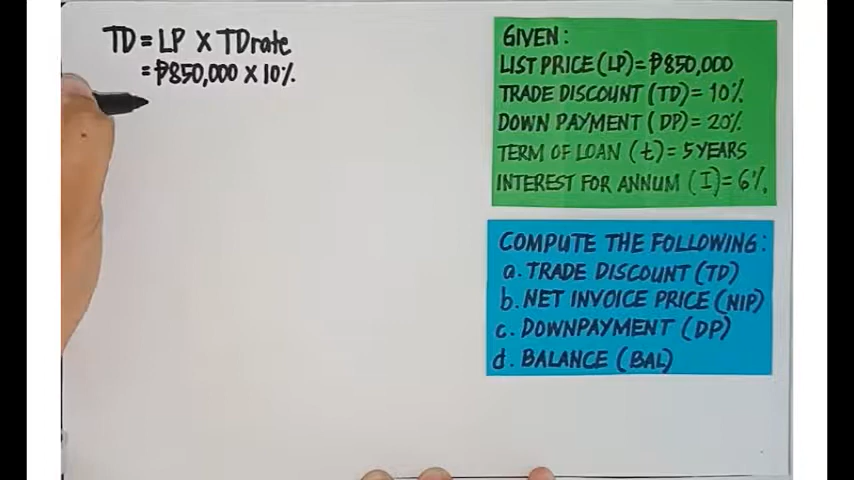 TD = LP X TDrate
= ₱850,000 X 10%
GIVEN:
LIST PRICE (LP) = ₱850,000
TRADE DISCOUNT (TD) = 10%
DOWN PAYMENT (DP) = 20%
TERM OF LOAN (t) = 5 YEARS
INTEREST FOR ANNUM (I) = 6%
COMPUTE THE FOLLOWING:
a. TRADE DISCOUNT (TD)
b. NET INVOICE PRICE (NIP)
c. DOWNPAYMENT (DP)
d. BALANCE (BAL)